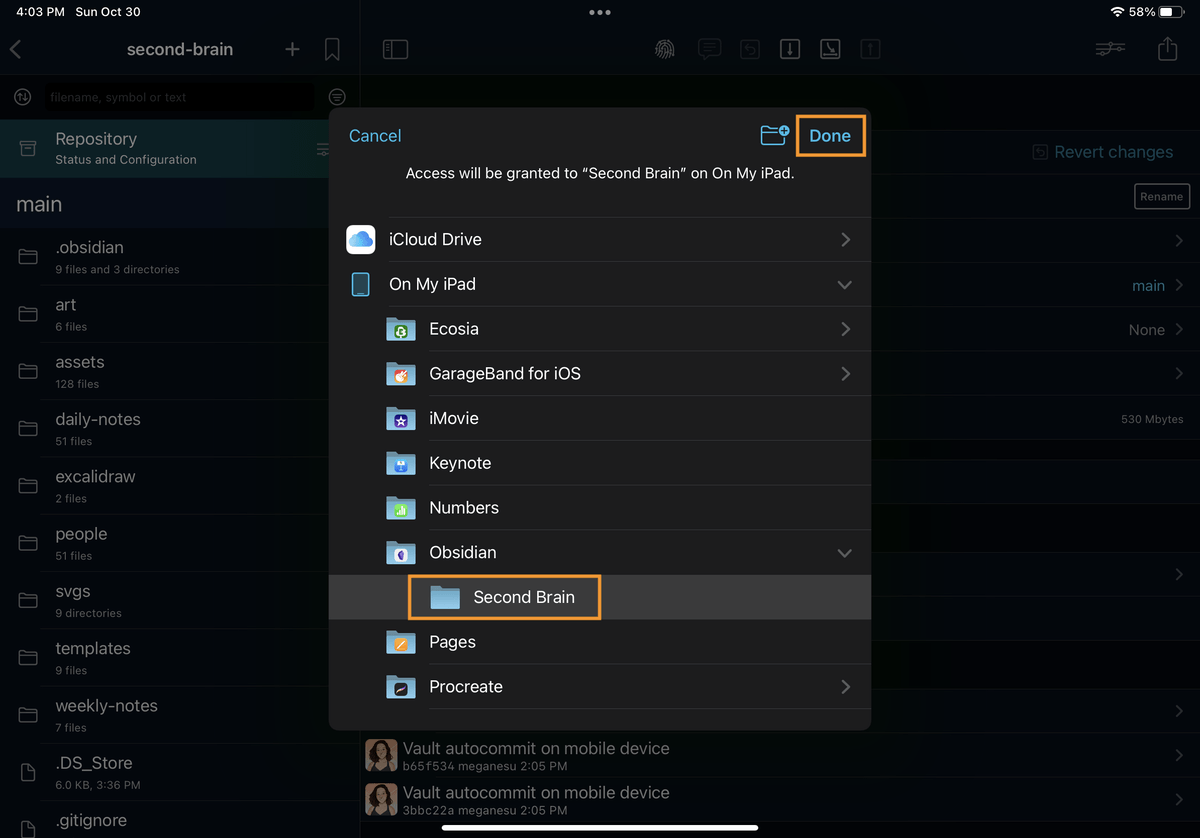 4:03 PM Sun Oct 30
58%
second-brain
filename, symbol or text
Repository
Status and Configuration
main
.obsidian
9 files and 3 directories
art
6 files
assets
128 files
daily-notes
51 files
excalidraw
2 files
people
51 files
svgs
9 directories
templates
9 files
weekly-notes
7 files
.DS_Store
6.0 KB, 3:36 PM
.gitignore
Cancel
Done
Access will be granted to “Second Brain” on On My iPad.
iCloud Drive
On My iPad
Ecosia
GarageBand for iOS
iMovie
Keynote
Numbers
Obsidian
Second Brain
Pages
Procreate
Revert changes
Rename
main
None
530 Mbytes
Vault autocommit on mobile device
b65f534 meganesu 2:05 PM
Vault autocommit on mobile device
3bbc22a meganesu 2:05 PM